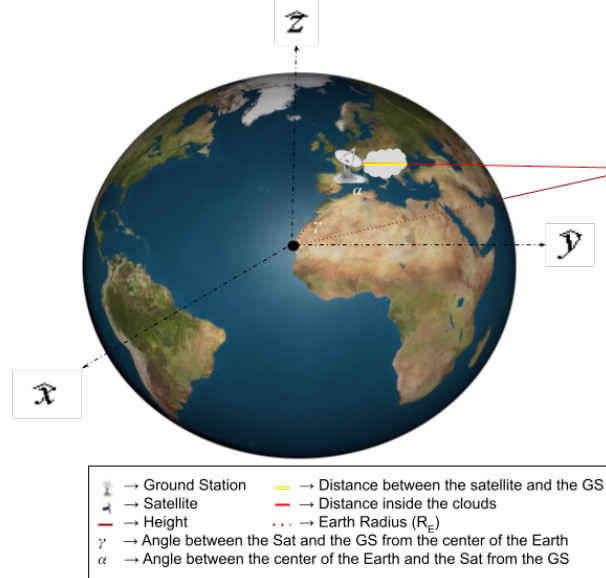 ẑ
α
γ
ŷ
x̂
→ Ground Station
→ Distance between the satellite and the GS
→ Satellite
→ Distance inside the clouds
→ Height
→ Earth Radius (R_E)
γ → Angle between the Sat and the GS from the center of the Earth
α → Angle between the center of the Earth and the Sat from the GS